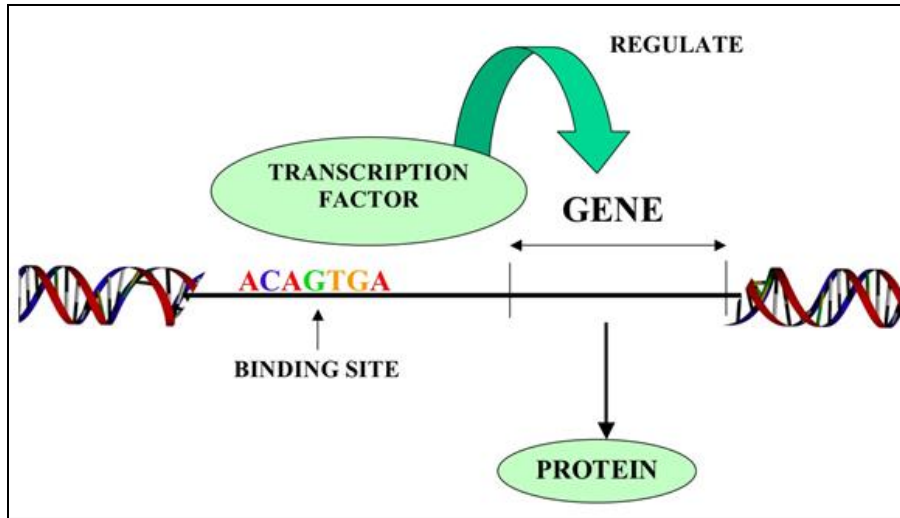 REGULATE
TRANSCRIPTION
FACTOR
GENE
ACAGTGA
BINDING SITE
PROTEIN